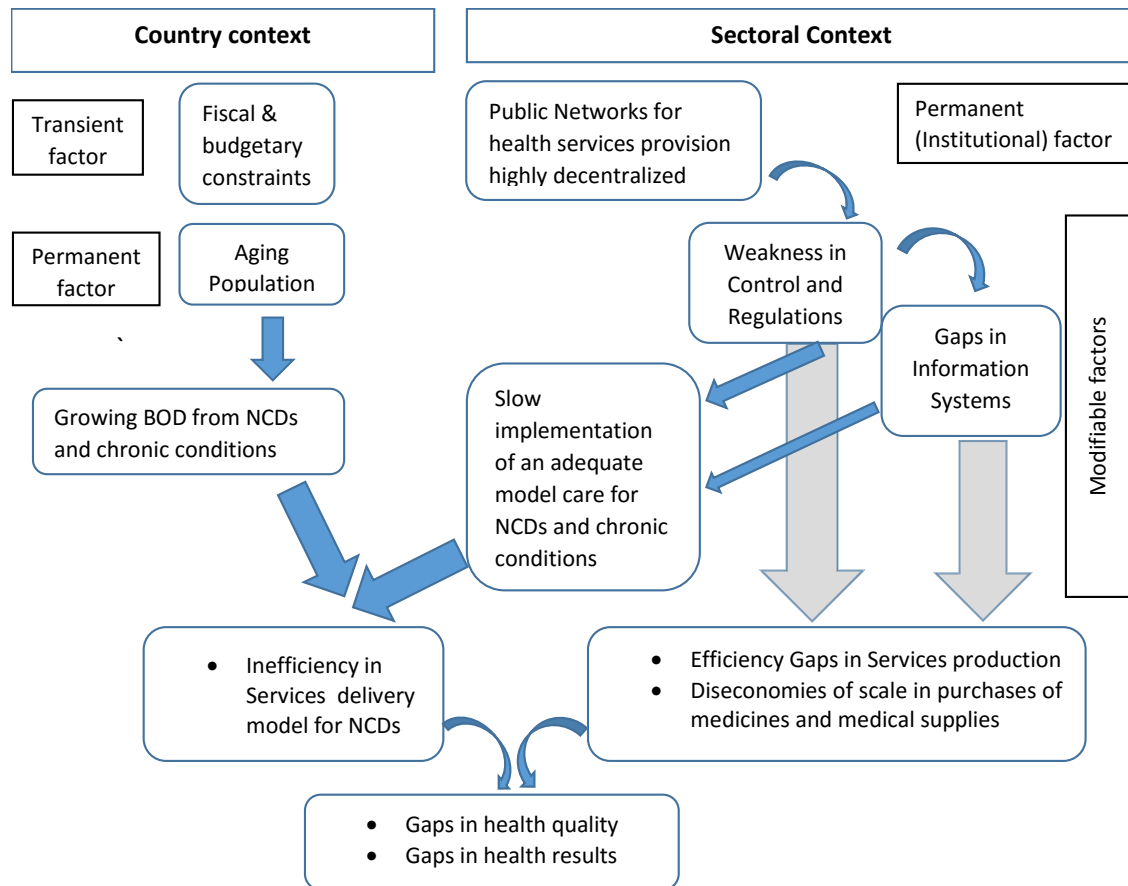 Country context
Sectoral Context
Transient
factor
Fiscal &
budgetary
constraints
Public Networks for
health services provision
highly decentralized
Permanent
(Institutional) factor
Permanent
factor
Aging
Population
Weakness in
Control and
Regulations
Gaps in
Information
Systems
Modifiable factors
`
Growing BOD from NCDs
and chronic conditions
Slow
implementation
of an adequate
model care for
NCDs and chronic
conditions
• Inefficiency in
Services delivery
model for NCDs
• Efficiency Gaps in Services production
• Diseconomies of scale in purchases of
medicines and medical supplies
• Gaps in health quality
• Gaps in health results